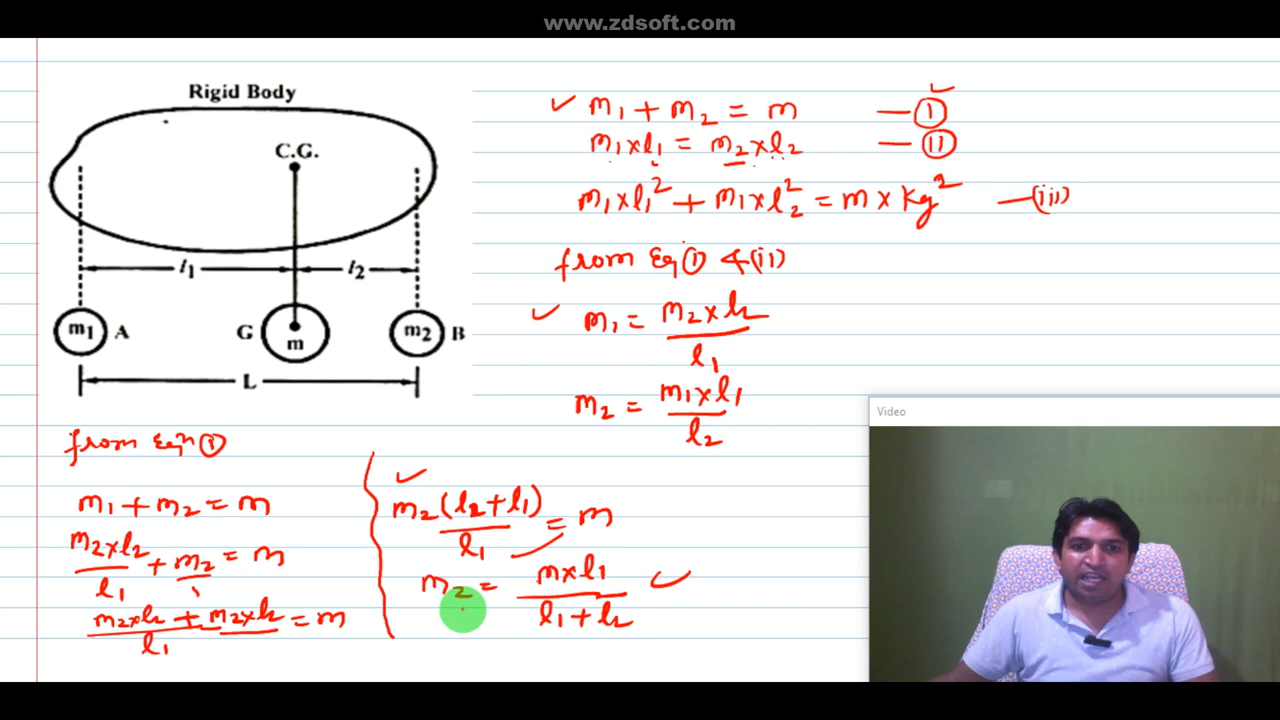 www.zdsoft.com
Rigid Body
C.G.
l1
l2
m1 A
G
m
m2 B
L
m1 + m2 = m — (i)
m1 x l1 = m2 x l2 — (ii)
m1 x l1² + m1 x l2² = m x kg² — (iii)
from Eq (i) & (ii)
m1 = m2 x l2 / l1
m2 = m1 x l1 / l2
from Eqn (i)
m1 + m2 = m
m2 x l2 / l1 + m2 / 1 = m
m2 x l2 + m2 x l2 / l1 = m
m2 (l2 + l1) / l1 = m
m2 = m x l1 / l1 + l2
Video